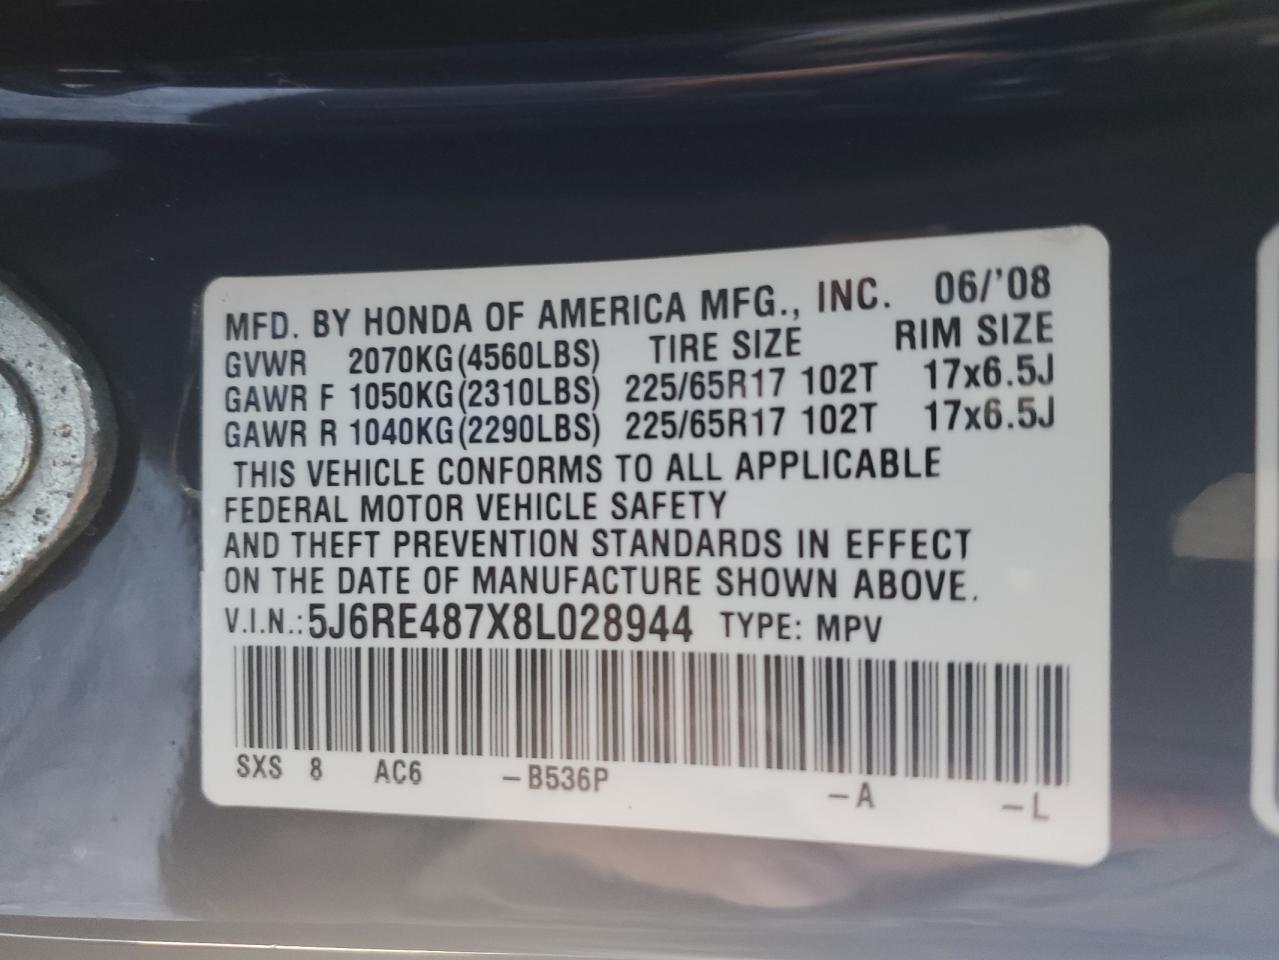 MFD. BY HONDA OF AMERICA MFG., INC. 06/'08
GVWR 2070KG(4560LBS) TIRE SIZE RIM SIZE
GAWR F 1050KG(2310LBS) 225/65R17 102T 17x6.5J
GAWR R 1040KG(2290LBS) 225/65R17 102T 17x6.5J
THIS VEHICLE CONFORMS TO ALL APPLICABLE
FEDERAL MOTOR VEHICLE SAFETY
AND THEFT PREVENTION STANDARDS IN EFFECT
ON THE DATE OF MANUFACTURE SHOWN ABOVE.
V.I.N.: 5J6RE487X8L028944 TYPE: MPV
SXS 8 AC6 -B536P -A -L